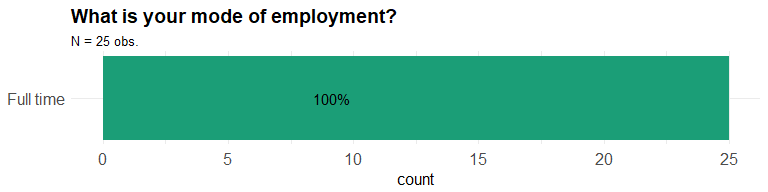 What is your mode of employment?
N = 25 obs.
Full time
100%
0 5 10 15 20 25
count